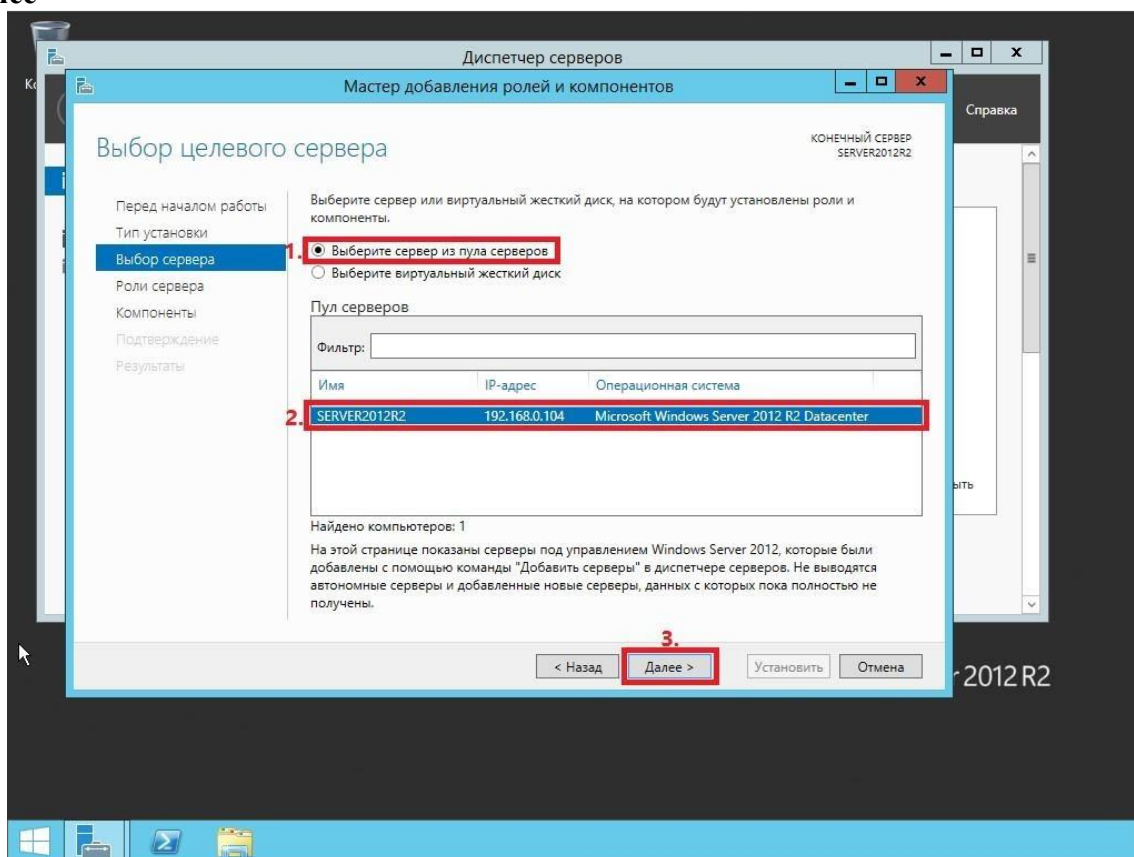 Диспетчер серверов
Мастер добавления ролей и компонентов
Справка
Выбор целевого сервера
КОНЕЧНЫЙ СЕРВЕР
SERVER2012R2
Перед началом работы
Тип установки
Выбор сервера
Роли сервера
Компоненты
Подтверждение
Результаты
Выберите сервер или виртуальный жесткий диск, на котором будут установлены роли и
компоненты.
1. Выберите сервер из пула серверов
Выберите виртуальный жесткий диск
Пул серверов
Фильтр:
Имя IP-адрес Операционная система
2. SERVER2012R2 192.168.0.104 Microsoft Windows Server 2012 R2 Datacenter
Найдено компьютеров: 1
На этой странице показаны серверы под управлением Windows Server 2012, которые были
добавлены с помощью команды "Добавить серверы" в диспетчере серверов. Не выводятся
автономные серверы и добавленные новые серверы, данных с которых пока полностью не
получены.
3.
< Назад Далее > Установить Отмена
2012 R2